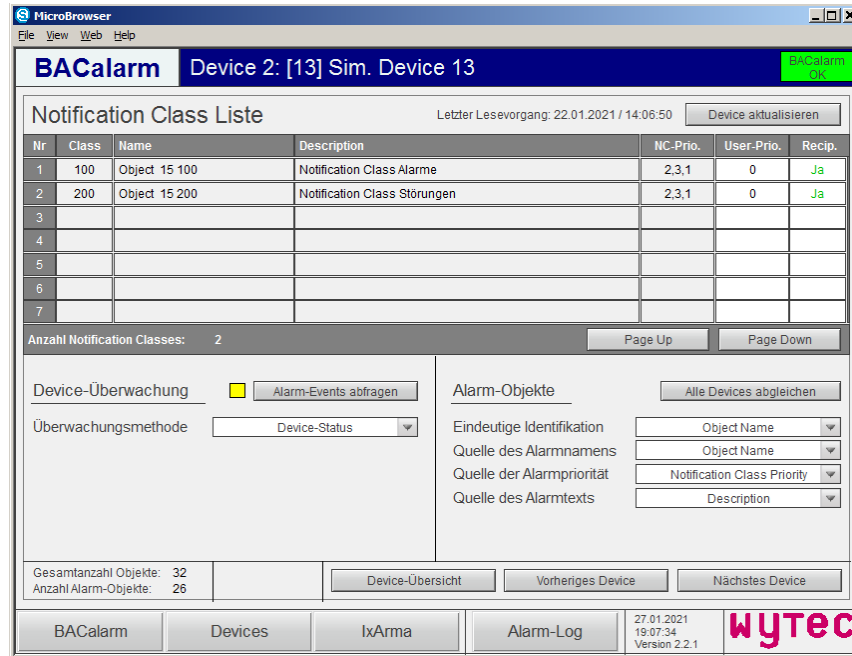 MicroBrowser
File View Web Help
BACalarm Device 2: [13] Sim. Device 13 BACalarm OK
Notification Class Liste Letzter Lesevorgang: 22.01.2021 / 14:06:50 Device aktualisieren
Nr Class Name Description NC-Prio. User-Prio. Recip.
1 100 Object 15 100 Notification Class Alarme 2,3,1 0 Ja
2 200 Object 15 200 Notification Class Störungen 2,3,1 0 Ja
3
4
5
6
7
Anzahl Notification Classes: 2 Page Up Page Down
Device-Überwachung Alarm-Events abfragen
Überwachungsmethode Device-Status
Alarm-Objekte Alle Devices abgleichen
Eindeutige Identifikation Object Name
Quelle des Alarmnamens Object Name
Quelle der Alarmpriorität Notification Class Priority
Quelle des Alarmtexts Description
Gesamtanzahl Objekte: 32
Anzahl Alarm-Objekte: 26
Device-Übersicht Vorheriges Device Nächstes Device
BACalarm Devices IxArma Alarm-Log
27.01.2021
19:07:34
Version 2.2.1
wytec